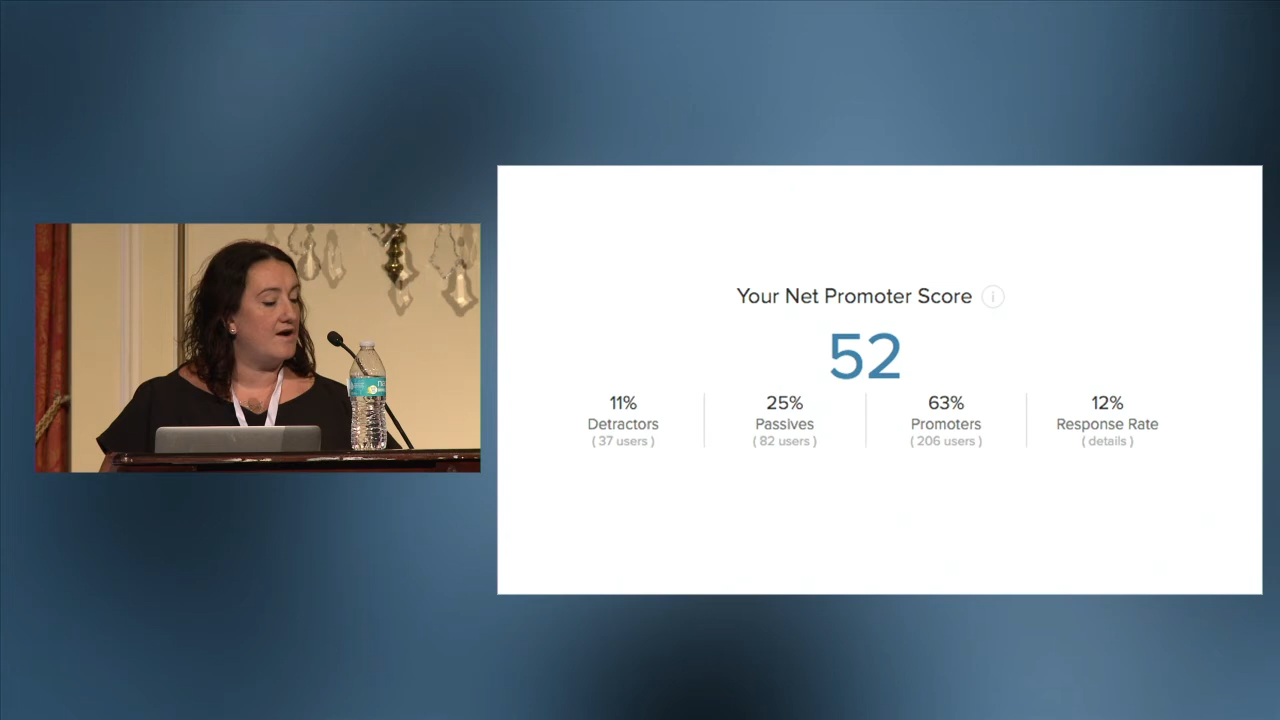 Your Net Promoter Score
52
11%
Detractors
( 37 users )
25%
Passives
( 82 users )
63%
Promoters
( 206 users )
12%
Response Rate
( details )